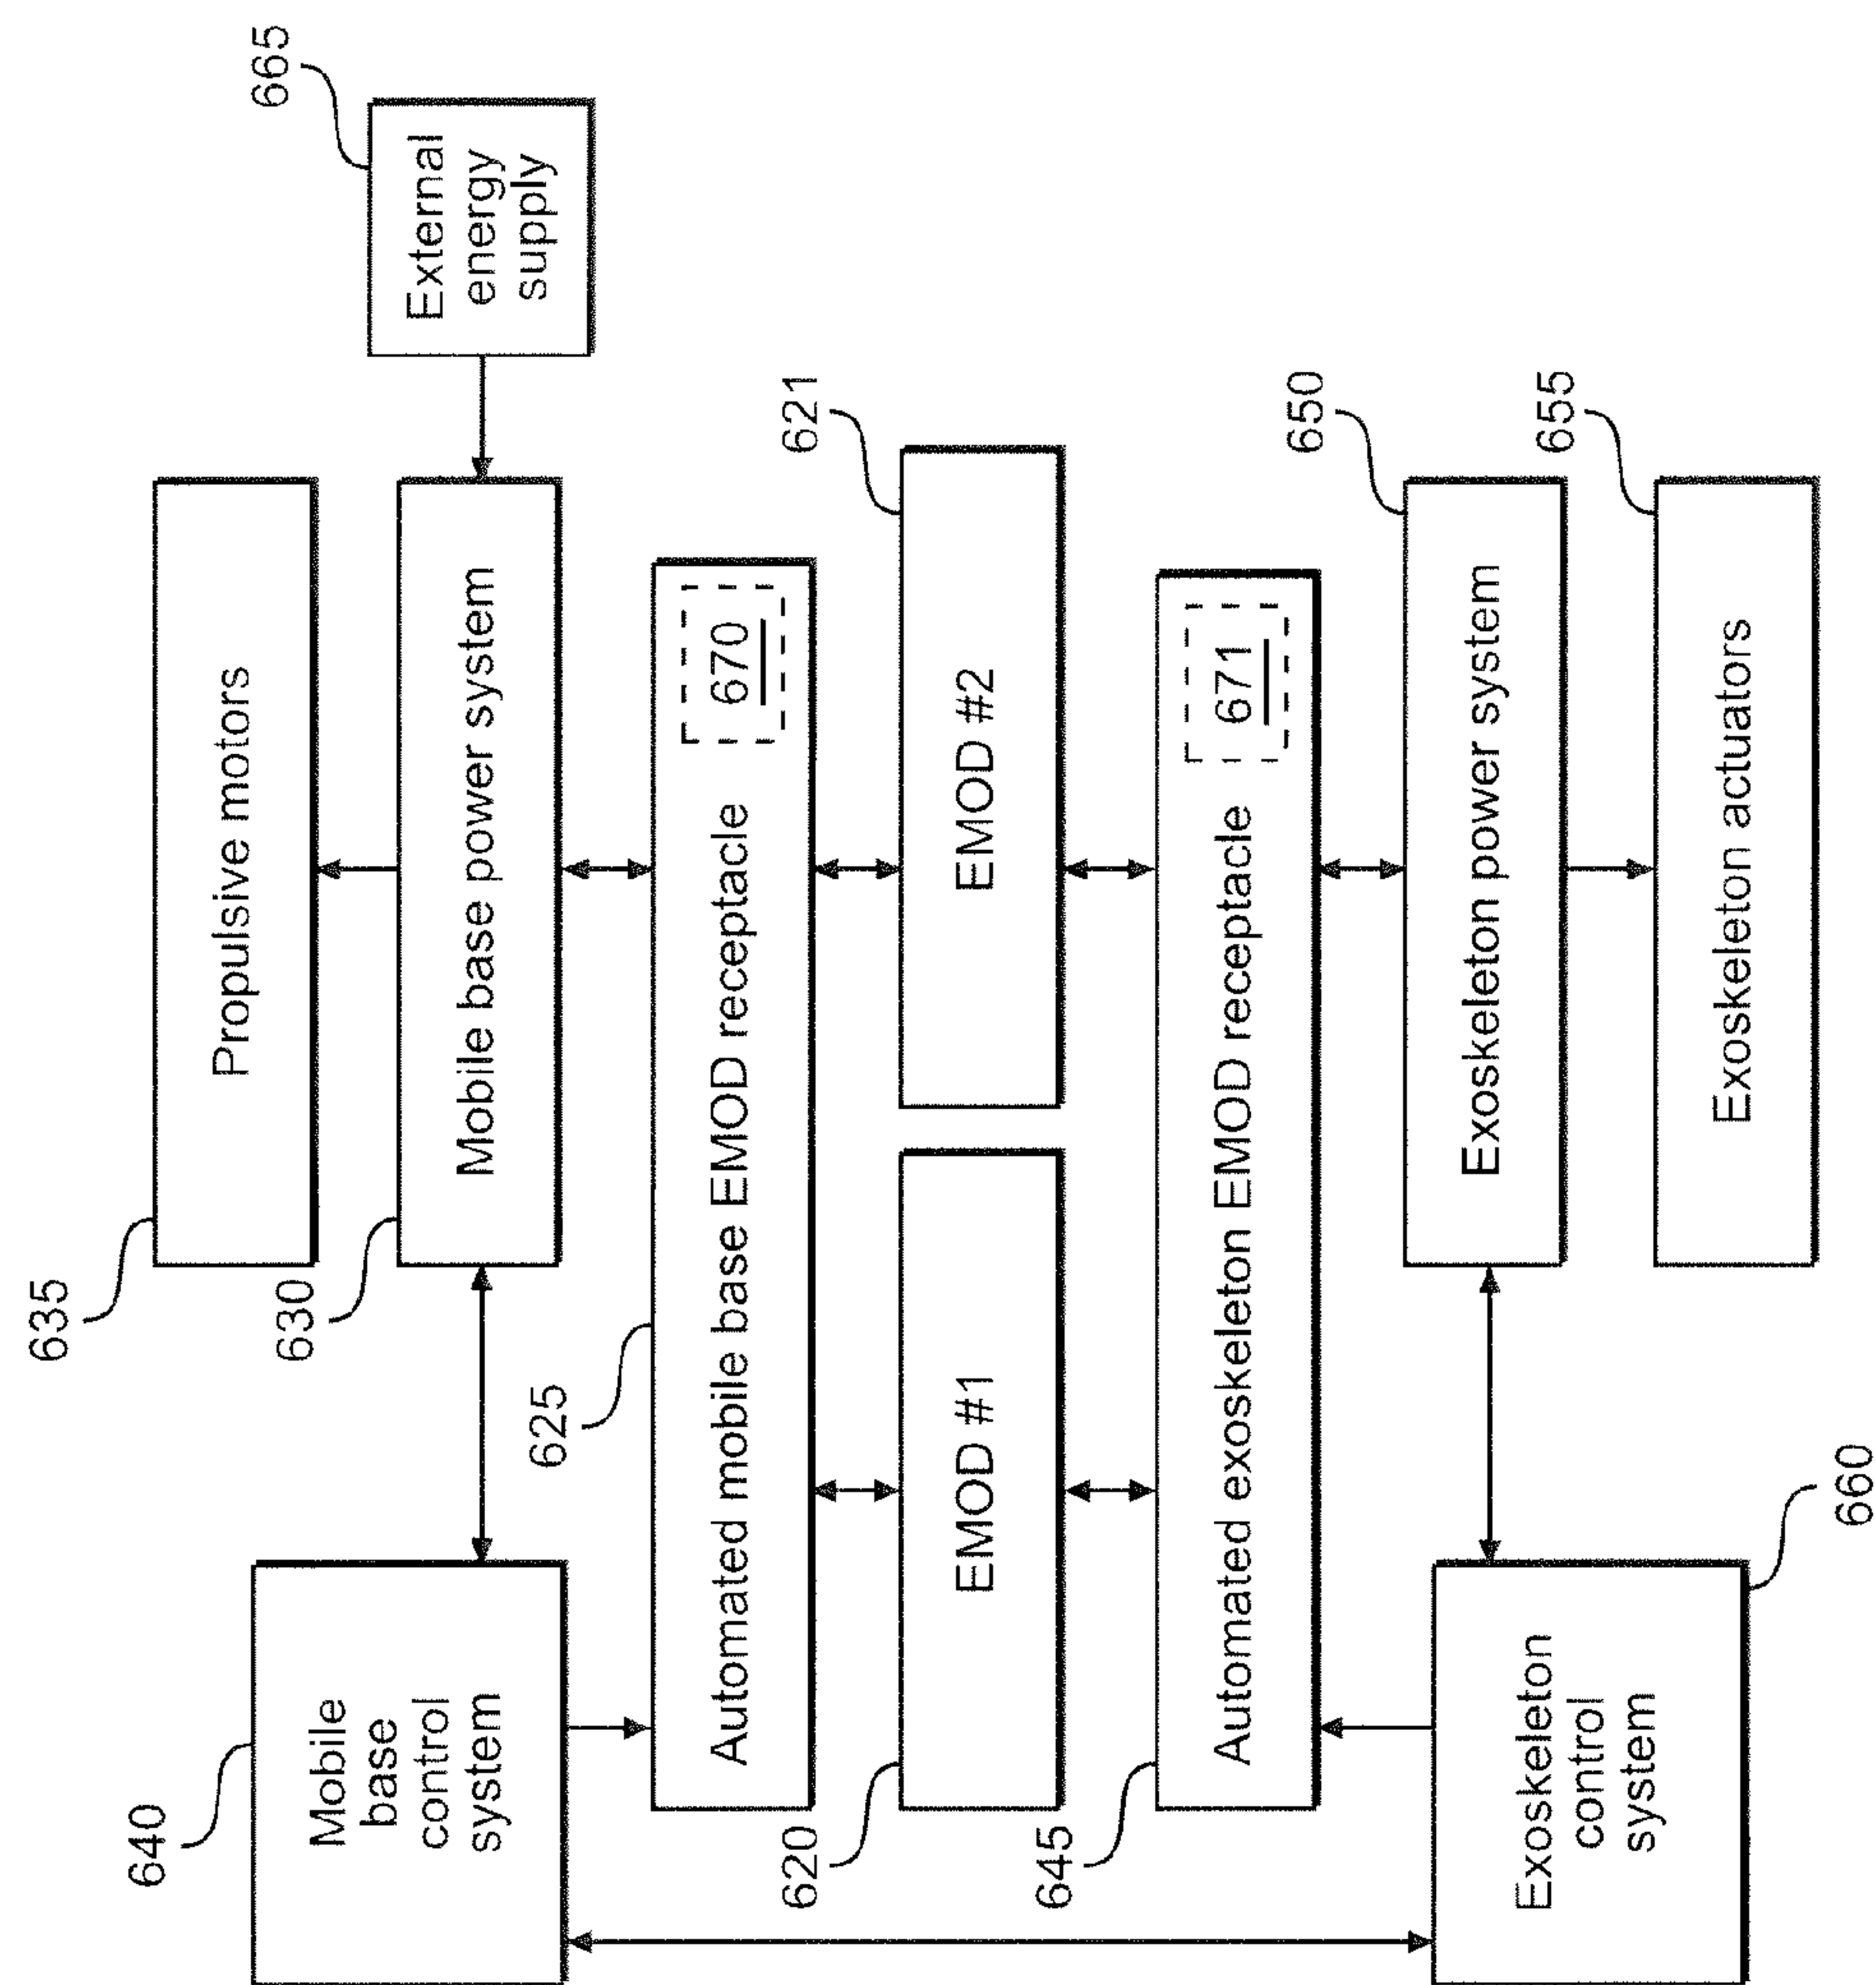 635
Propulsive motors
640
Mobile
base
control
system
630
Mobile base power system
665
External
energy
supply
625
Automated mobile base EMOD receptacle
670
620
EMOD #1
621
EMOD #2
645
Automated exoskeleton EMOD receptacle
671
660
Exoskeleton
control
system
650
Exoskeleton power system
655
Exoskeleton actuators